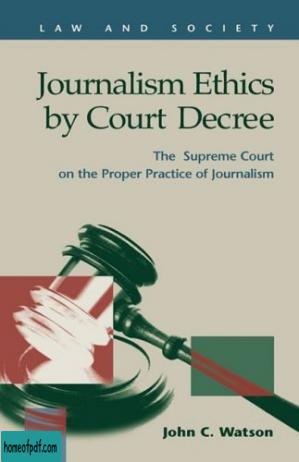 LAW AND SOCIETY
Journalism Ethics
by Court Decree
The Supreme Court
on the Proper Practice of Journalism
John C. Watson
homeofpdf.com